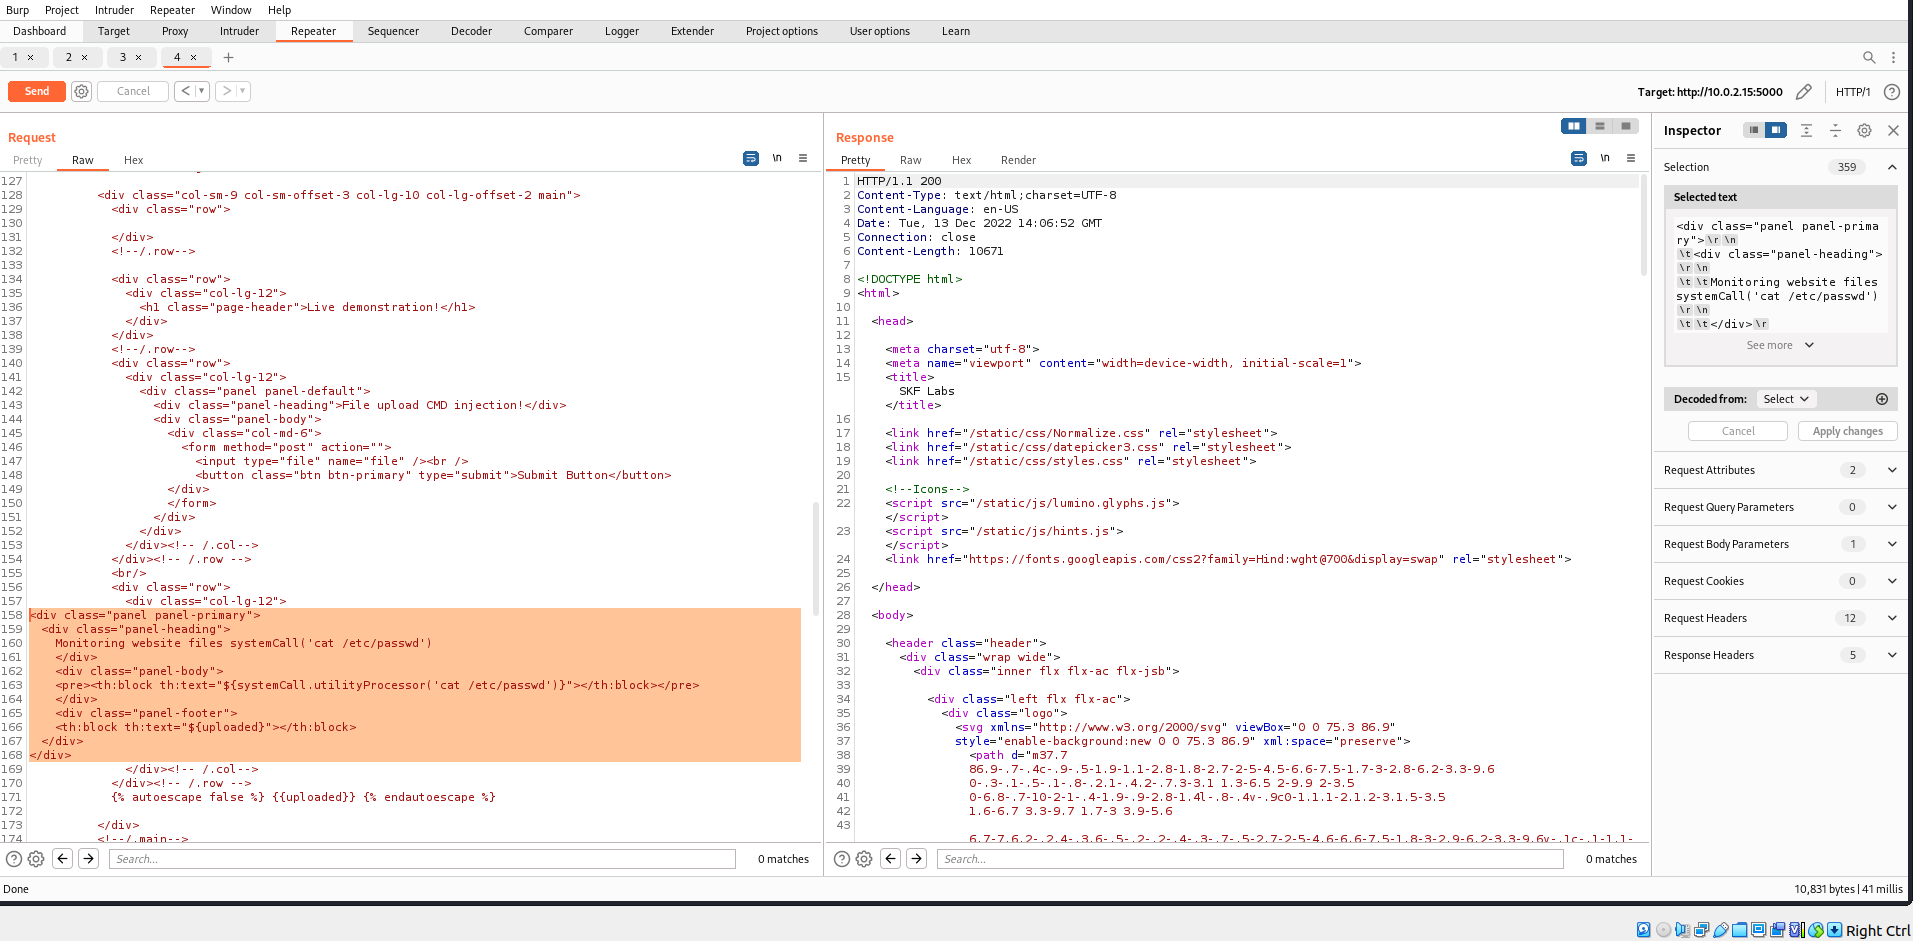 Burp Project Intruder Repeater Window Help
Dashboard Target Proxy Intruder Repeater Sequencer Decoder Comparer Logger Extender Project options User options Learn
1 × 2 × 3 × 4 × +
Send Cancel < ▾ > ▾ Target: http://10.0.2.15:5000 HTTP/1 ?
Request
Pretty Raw Hex \n ≡
127
128 <div class="col-sm-9 col-sm-offset-3 col-lg-10 col-lg-offset-2 main">
129 <div class="row">
130
131 </div>
132 <!--/.row-->
133
134 <div class="row">
135 <div class="col-lg-12">
136 <h1 class="page-header">Live demonstration!</h1>
137 </div>
138 </div>
139 <!--/.row-->
140 <div class="row">
141 <div class="col-lg-12">
142 <div class="panel panel-default">
143 <div class="panel-heading">File upload CMD injection!</div>
144 <div class="panel-body">
145 <div class="col-md-6">
146 <form method="post" action="">
147 <input type="file" name="file" /><br />
148 <button class="btn btn-primary" type="submit">Submit Button</button>
149 </div>
150 </form>
151 </div>
152 </div>
153 </div><!-- /.col-->
154 </div><!-- /.row -->
155 <br/>
156 <div class="row">
157 <div class="col-lg-12">
158 <div class="panel panel-primary">
159 <div class="panel-heading">
160 Monitoring website files systemCall('cat /etc/passwd')
161 </div>
162 <div class="panel-body">
163 <pre><th:block th:text="${systemCall.utilityProcessor('cat /etc/passwd')}"></th:block></pre>
164 </div>
165 <div class="panel-footer">
166 <th:block th:text="${uploaded}"></th:block>
167 </div>
168 </div>
169 </div><!-- /.col-->
170 </div><!-- /.row -->
171 {% autoescape false %} {{uploaded}} {% endautoescape %}
172
173 </div>
174 <!--/.main-->
Search... 0 matches
Response
Pretty Raw Hex Render \n ≡
1 HTTP/1.1 200
2 Content-Type: text/html;charset=UTF-8
3 Content-Language: en-US
4 Date: Tue, 13 Dec 2022 14:06:52 GMT
5 Connection: close
6 Content-Length: 10671
7
8 <!DOCTYPE html>
9 <html>
10
11 <head>
12
13 <meta charset="utf-8">
14 <meta name="viewport" content="width=device-width, initial-scale=1">
15 <title>
SKF Labs
</title>
16
17 <link href="/static/css/Normalize.css" rel="stylesheet">
18 <link href="/static/css/datepicker3.css" rel="stylesheet">
19 <link href="/static/css/styles.css" rel="stylesheet">
20
21 <!--Icons-->
22 <script src="/static/js/lumino.glyphs.js">
</script>
23 <script src="/static/js/hints.js">
</script>
24 <link href="https://fonts.googleapis.com/css2?family=Hind:wght@700&display=swap" rel="stylesheet">
25
26 </head>
27
28 <body>
29
30 <header class="header">
31 <div class="wrap wide">
32 <div class="inner flx flx-ac flx-jsb">
33
34 <div class="left flx flx-ac">
35 <div class="logo">
36 <svg xmlns="http://www.w3.org/2000/svg" viewBox="0 0 75.3 86.9"
37 style="enable-background:new 0 0 75.3 86.9" xml:space="preserve">
38 <path d="m37.7
39 86.9-.7-.4c-.9-.5-1.9-1.1-2.8-1.8-2.7-2-5-4.5-6.6-7.5-1.7-3-2.8-6.2-3.3-9.6
40 0-.3-.1-.5-.1-.8-.2.1-.4.2-.7.3-3.1 1.3-6.5 2-9.9 2-3.5
41 0-6.8-.7-10-2-1-.4-1.9-.9-2.8-1.4l-.8-.4v-.9c0-1.1.1-2.1.2-3.1.5-3.5
42 1.6-6.7 3.3-9.7 1.7-3 3.9-5.6
43
6.7-7.6.2-.2.4-.3.6-.5-.2-.2-.4-.3-.7-.5-2.7-2-5-4.6-6.6-7.5-1.8-3-2.9-6.2-3.3-9.6v-.1c-.1-1.1-
Search... 0 matches
Inspector
Selection 359
Selected text
<div class="panel panel-prima
ry">\r \n
\t<div class="panel-heading">
\r \n
\t \tMonitoring website files
systemCall('cat /etc/passwd')
\r \n
\t \t</div>\r
See more
Decoded from: Select
Cancel Apply changes
Request Attributes 2
Request Query Parameters 0
Request Body Parameters 1
Request Cookies 0
Request Headers 12
Response Headers 5
Done 10,831 bytes | 41 millis
Right Ctrl